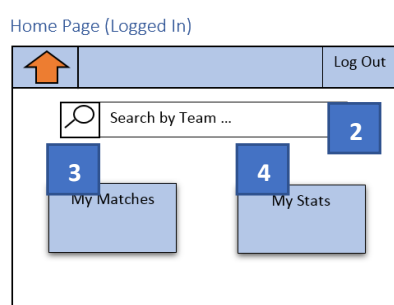 Home Page (Logged In)
Log Out
Search by Team ...
2
3
4
My Matches
My Stats